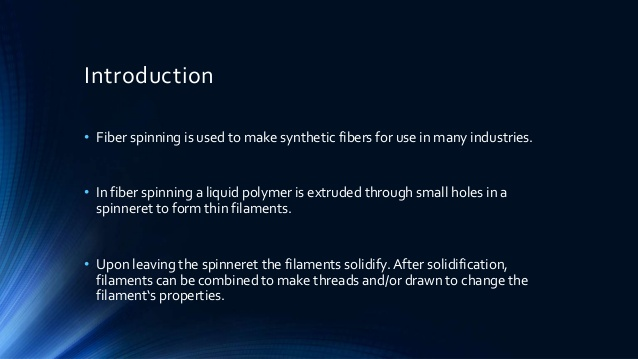 Introduction
• Fiber spinning is used to make synthetic fibers for use in many industries.
• In fiber spinning a liquid polymer is extruded through small holes in a
spinneret to form thin filaments.
• Upon leaving the spinneret the filaments solidify. After solidification,
filaments can be combined to make threads and/or drawn to change the
filament‘s properties.